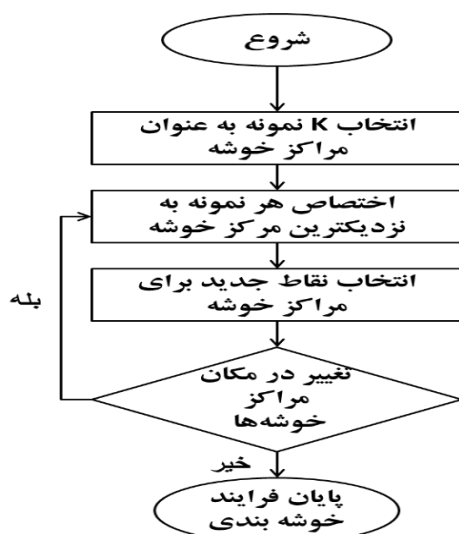 شروع
انتخاب K نمونه به عنوان
مراکز خوشه
اختصاص هر نمونه به
نزدیکترین مرکز خوشه
انتخاب نقاط جدید برای
مراکز خوشه
بله
تغییر در مکان
مراکز
خوشه‌ها
خیر
پایان فرایند
خوشه بندی